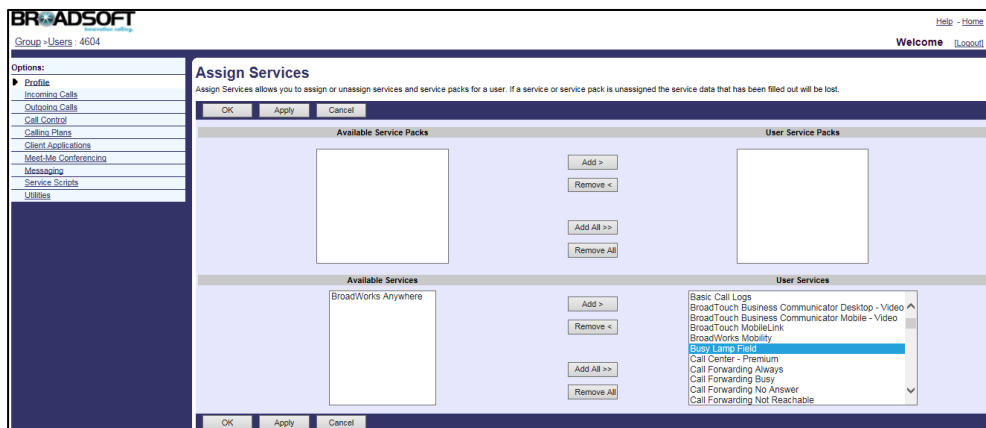 BROADSOFT
innovation calling.
Help - Home
Group >Users : 4604
Welcome [Logout]
Options:
Profile
Incoming Calls
Outgoing Calls
Call Control
Calling Plans
Client Applications
Meet-Me Conferencing
Messaging
Service Scripts
Utilities
Assign Services
Assign Services allows you to assign or unassign services and service packs for a user. If a service or service pack is unassigned the service data that has been filled out will be lost.
OK Apply Cancel
Available Service Packs
User Service Packs
Add >
Remove <
Add All >>
Remove All
Available Services
User Services
BroadWorks Anywhere
Add >
Remove <
Add All >>
Remove All
Basic Call Logs
BroadTouch Business Communicator Desktop - Video
BroadTouch Business Communicator Mobile - Video
BroadTouch MobileLink
BroadWorks Mobility
Busy Lamp Field
Call Center - Premium
Call Forwarding Always
Call Forwarding Busy
Call Forwarding No Answer
Call Forwarding Not Reachable
OK Apply Cancel